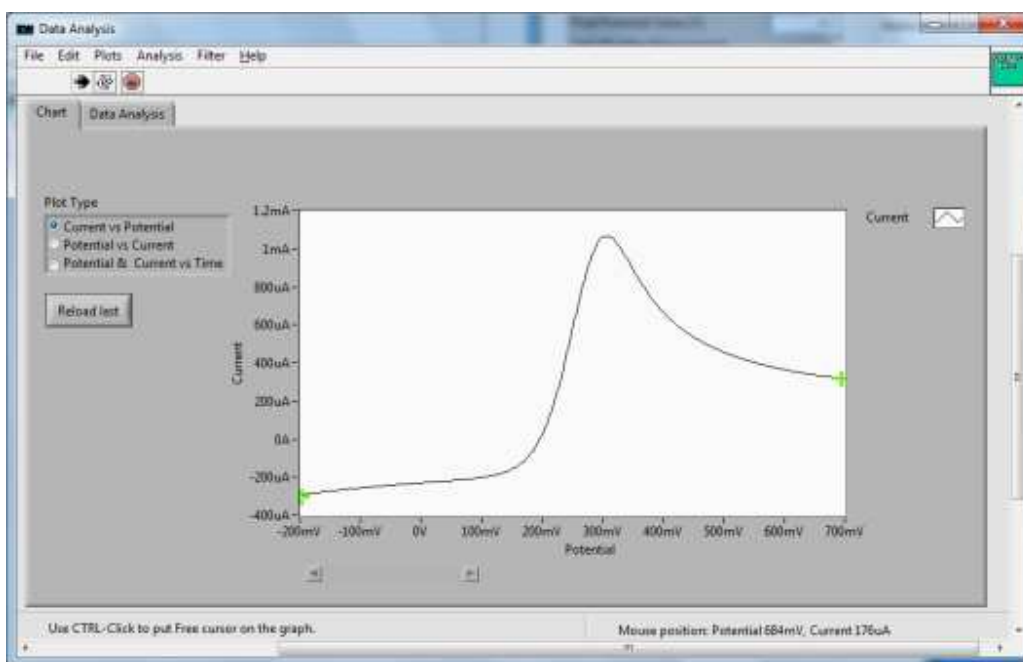 Data Analysis
File Edit Plots Analysis Filter Help
Chart Data Analysis
Plot Type
Current vs Potential
Potential vs Current
Potential & Current vs Time
Reload last
Current
1.2mA
1mA
800uA
600uA
400uA
200uA
0A
-200uA
-400uA
Current
-200mV -100mV 0V 100mV 200mV 300mV 400mV 500mV 600mV 700mV
Potential
Use CTRL-Click to put Free cursor on the graph.
Mouse position: Potential 684mV, Current 176uA